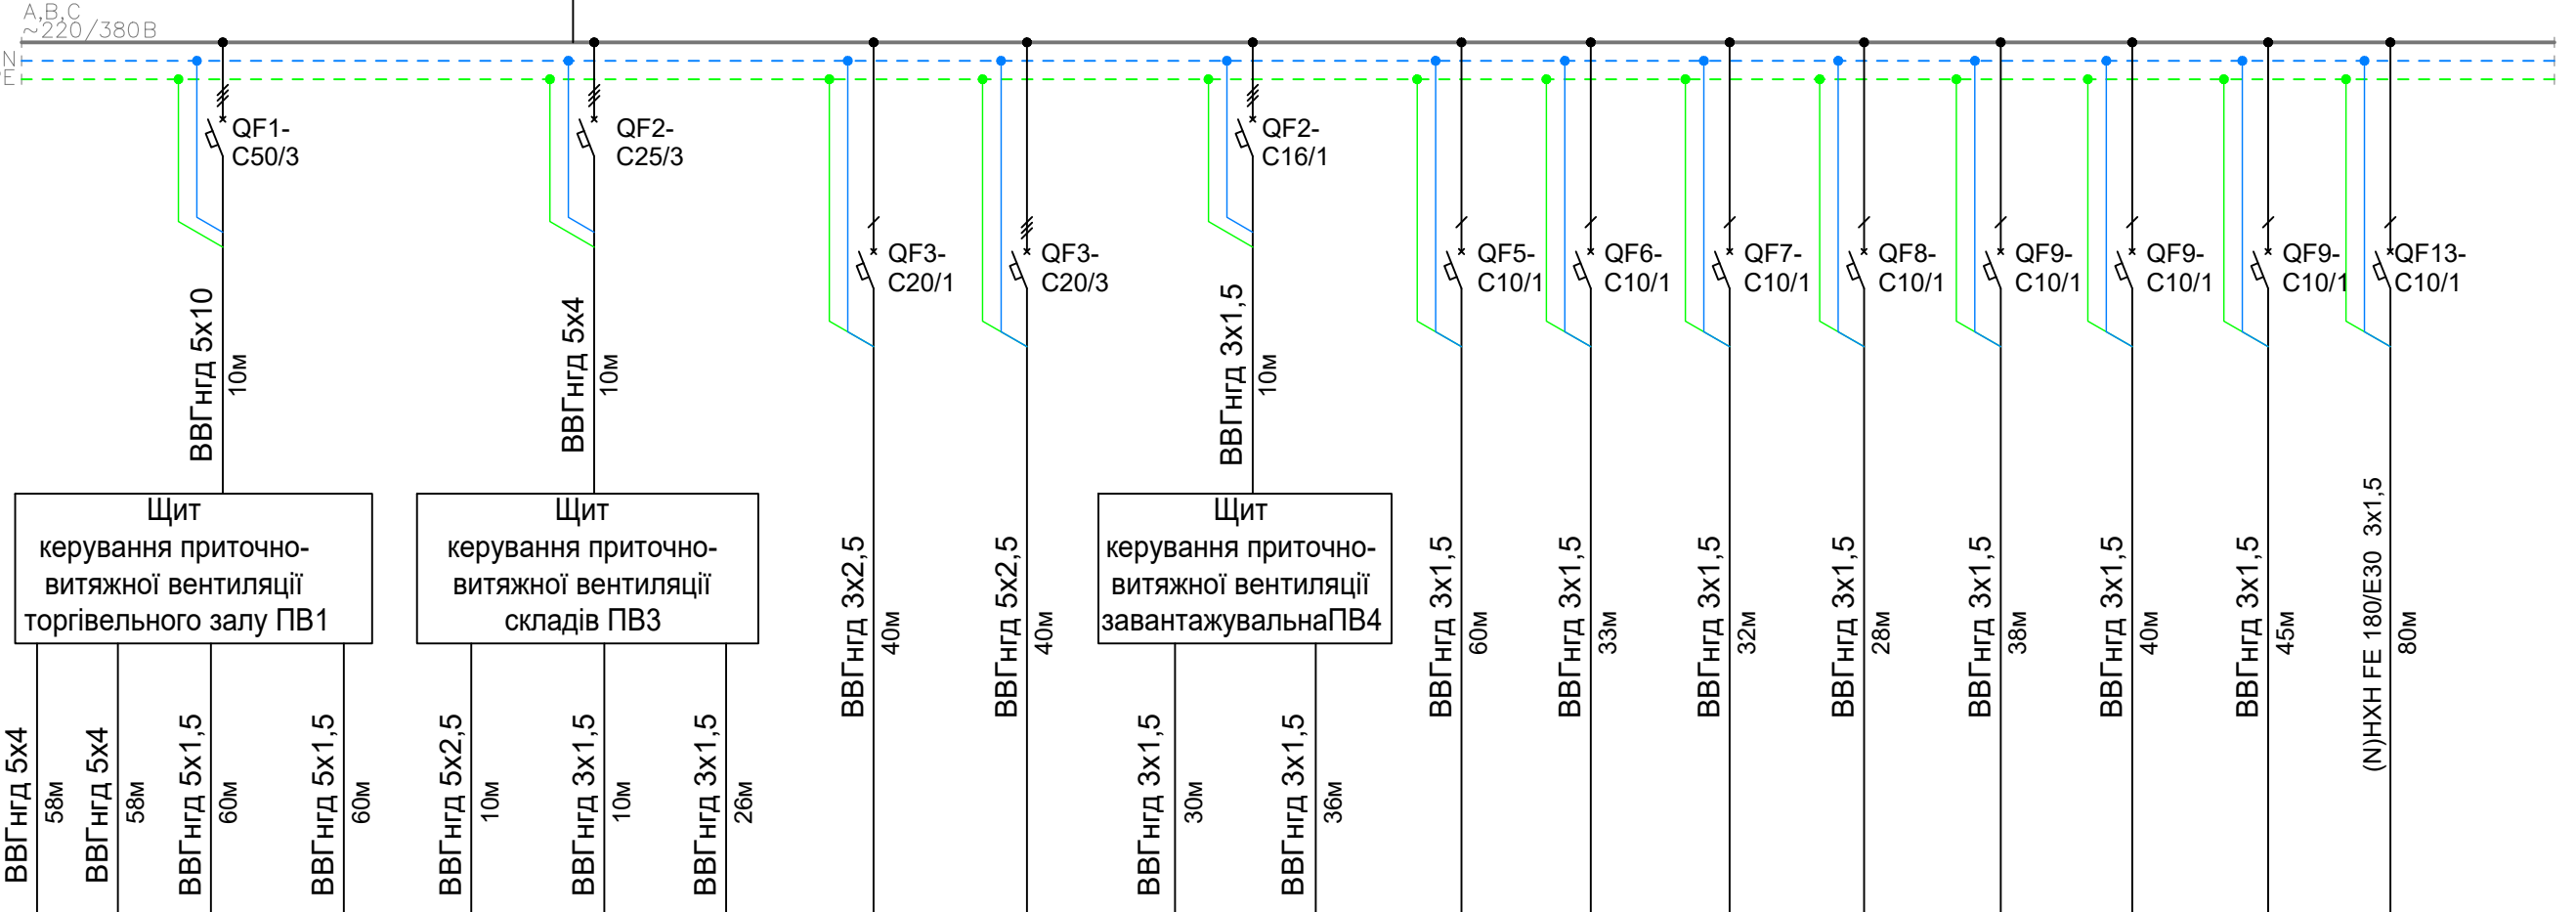 A,B,C
~220/380В
N
PE
QF1-
C50/3
QF2-
C25/3
QF3-
C20/1
QF3-
C20/3
QF2-
C16/1
QF5-
C10/1
QF6-
C10/1
QF7-
C10/1
QF8-
C10/1
QF9-
C10/1
QF9-
C10/1
QF9-
C10/1
QF13-
C10/1
ВВГнгд 5х10
10м
ВВГнгд 5х4
10м
ВВГнгд 3х1,5
10м
Щит
керування приточно-
витяжної вентиляції
торгівельного залу ПВ1
Щит
керування приточно-
витяжної вентиляції
складів ПВ3
Щит
керування приточно-
витяжної вентиляції
завантажувальнаПВ4
ВВГнгд 3х2,5
40м
ВВГнгд 5х2,5
40м
ВВГнгд 3х1,5
60м
ВВГнгд 3х1,5
33м
ВВГнгд 3х1,5
32м
ВВГнгд 3х1,5
28м
ВВГнгд 3х1,5
38м
ВВГнгд 3х1,5
40м
ВВГнгд 3х1,5
45м
(N)HXH FE 180/E30 3x1,5
80м
ВВГнгд 5х4
58м
ВВГнгд 5х4
58м
ВВГнгд 5х1,5
60м
ВВГнгд 5х1,5
60м
ВВГнгд 5х2,5
10м
ВВГнгд 3х1,5
10м
ВВГнгд 3х1,5
26м
ВВГнгд 3х1,5
30м
ВВГнгд 3х1,5
36м